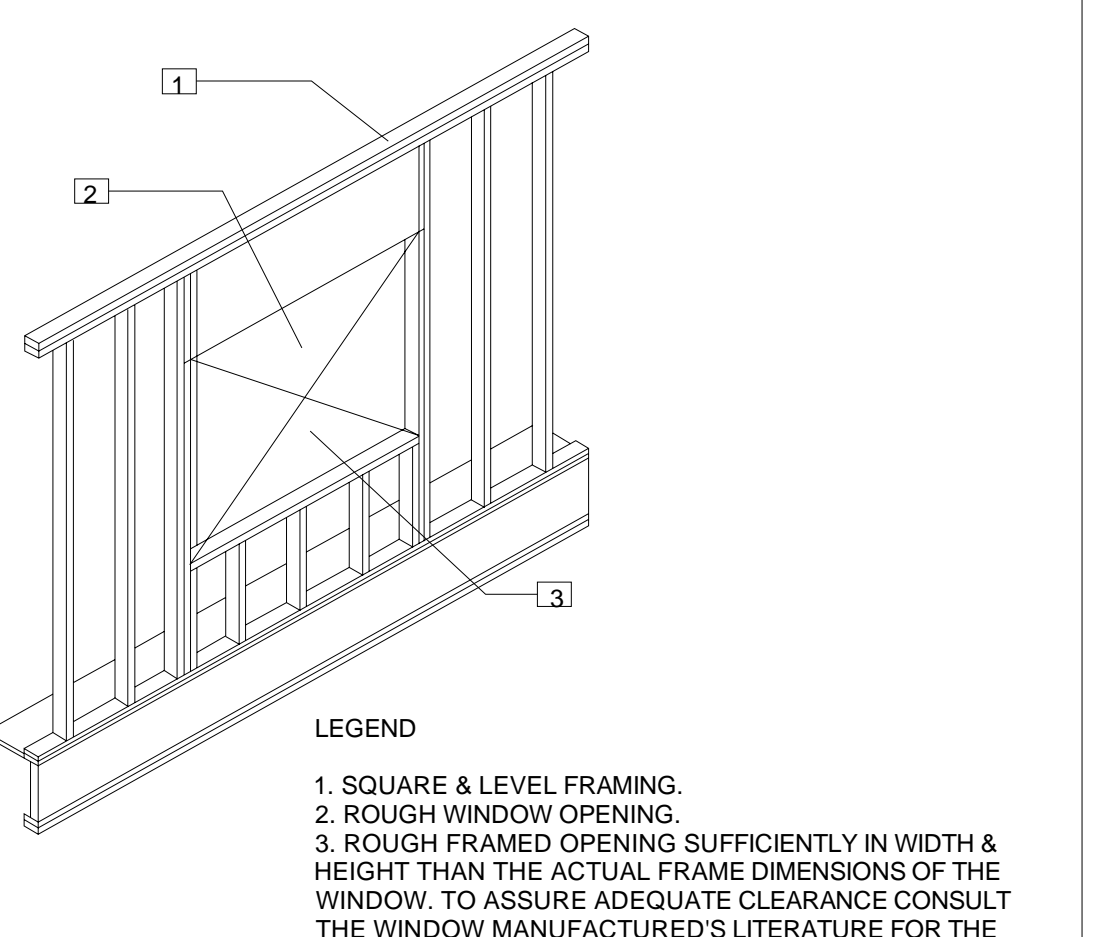 1
2
3
LEGEND
1. SQUARE & LEVEL FRAMING.
2. ROUGH WINDOW OPENING.
3. ROUGH FRAMED OPENING SUFFICIENTLY IN WIDTH &
HEIGHT THAN THE ACTUAL FRAME DIMENSIONS OF THE
WINDOW. TO ASSURE ADEQUATE CLEARANCE CONSULT
THE WINDOW MANUFACTURED'S LITERATURE FOR THE